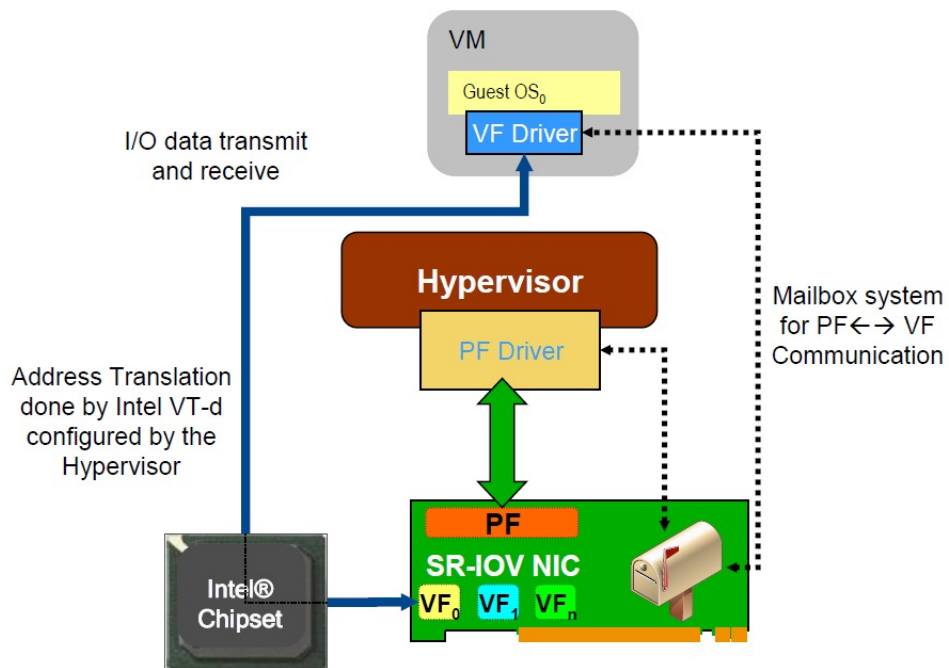 VM
Guest OS₀
VF Driver
I/O data transmit
and receive
Hypervisor
PF Driver
Mailbox system
for PF←→ VF
Communication
Address Translation
done by Intel VT-d
configured by the
Hypervisor
PF
SR-IOV NIC
VF₀ VF₁ VFₙ
Intel®
Chipset